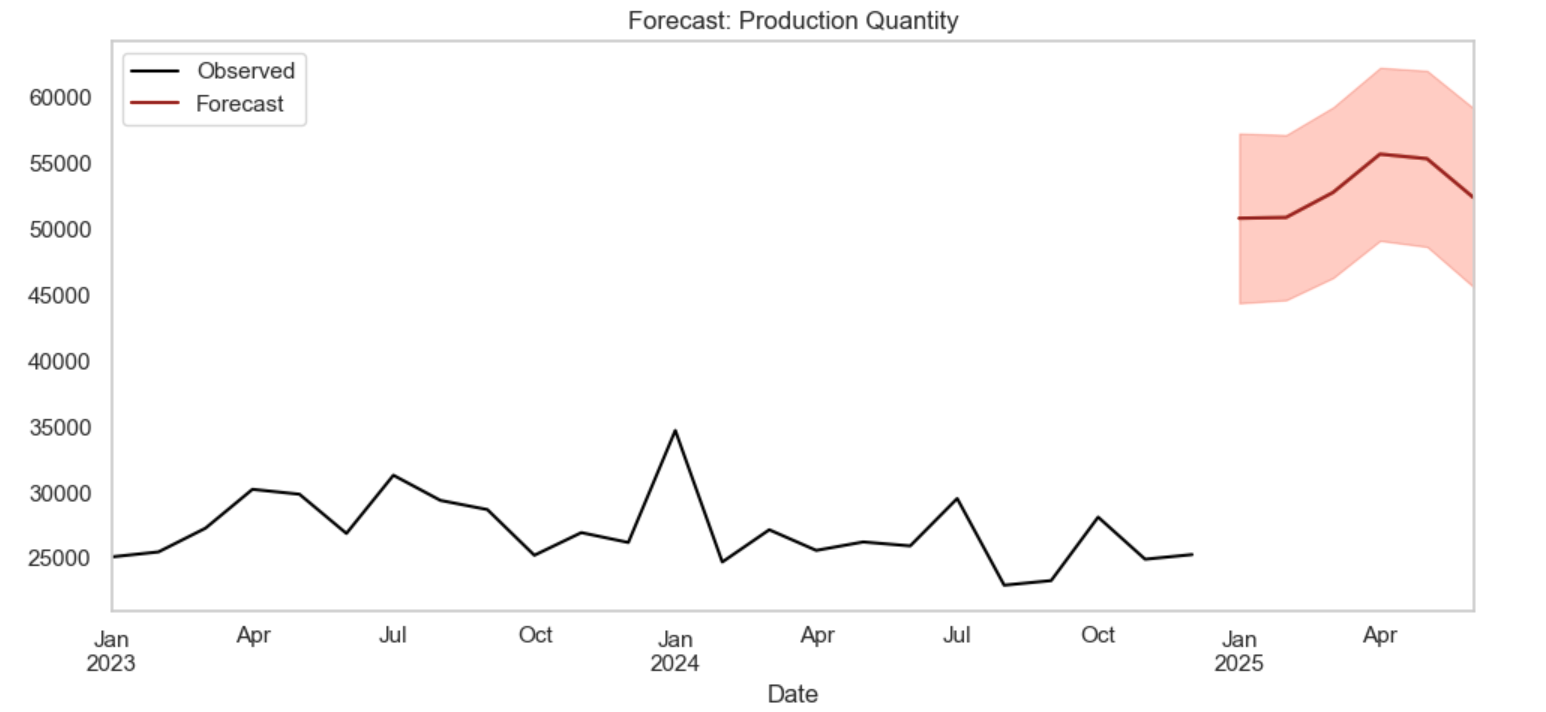 Forecast: Production Quantity
Observed
Forecast
60000
55000
50000
45000
40000
35000
30000
25000
Jan Apr Jul Oct Jan Apr Jul Oct Jan Apr
2023 2024 2025
Date